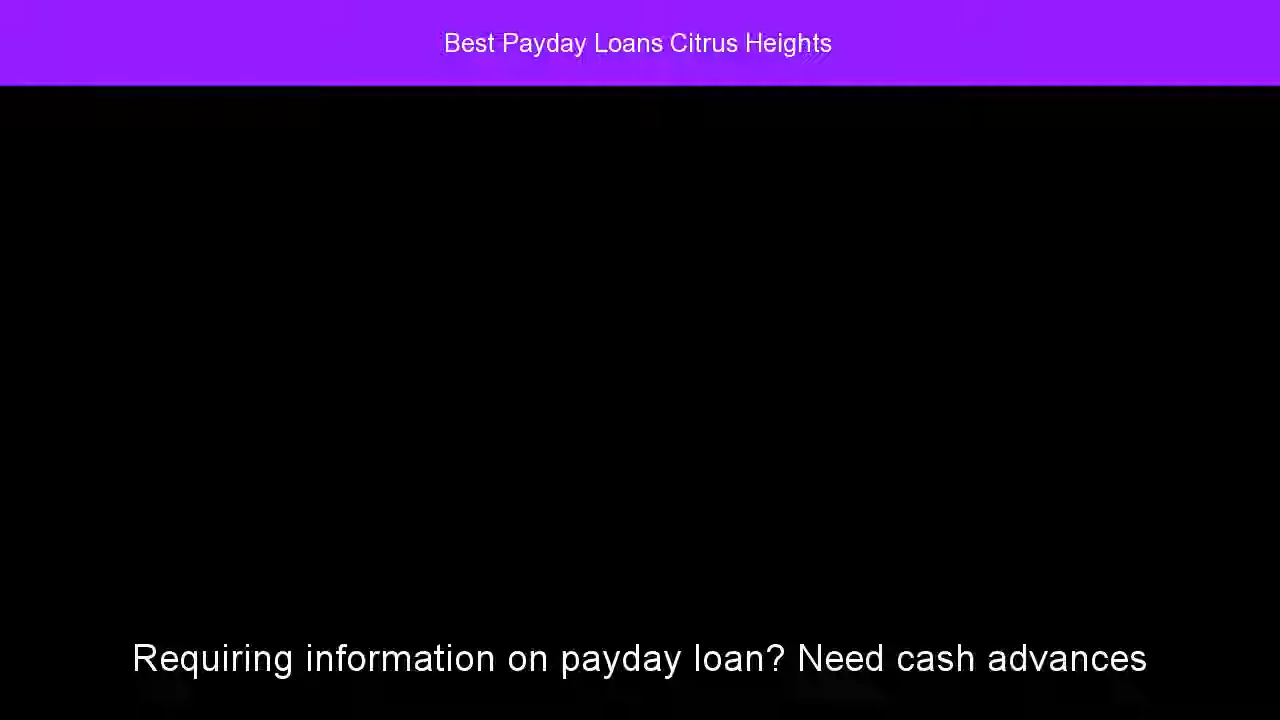 Best Payday Loans Citrus Heights
Requiring information on payday loan? Need cash advances